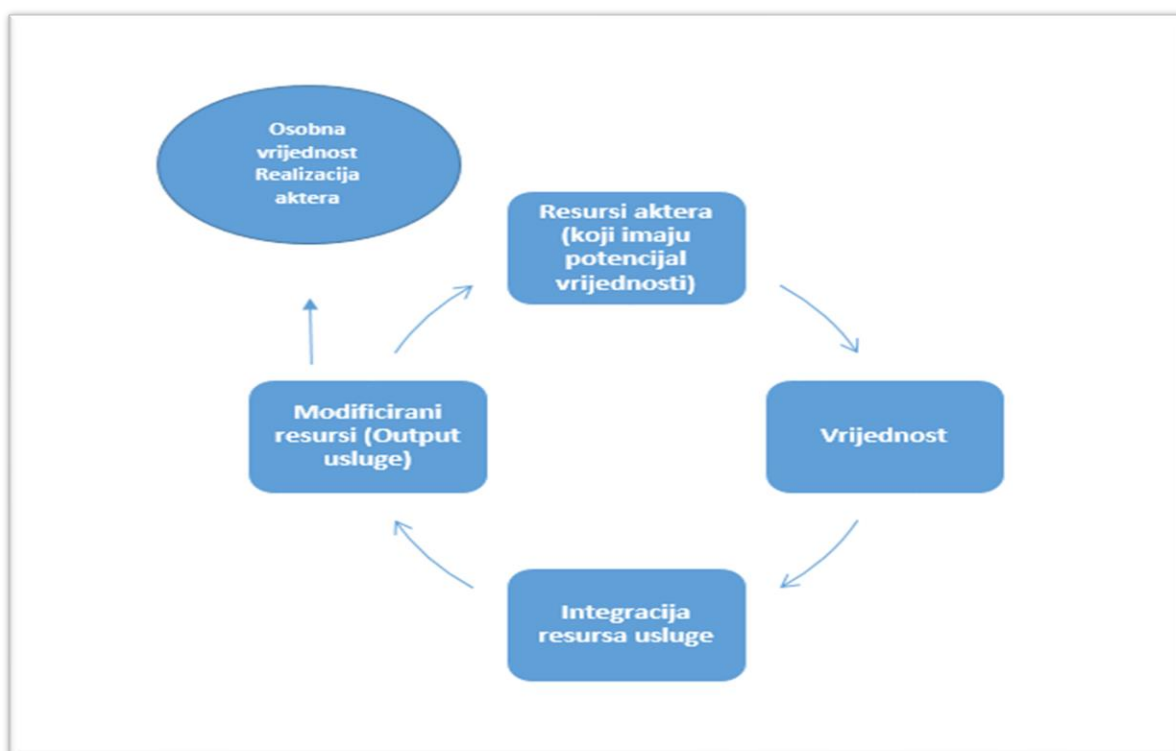 Osobna
vrijednost
Realizacija
aktera
Resursi aktera
(koji imaju
potencijal
vrijednosti)
Modificirani
resursi (Output
usluge)
Vrijednost
Integracija
resursa usluge